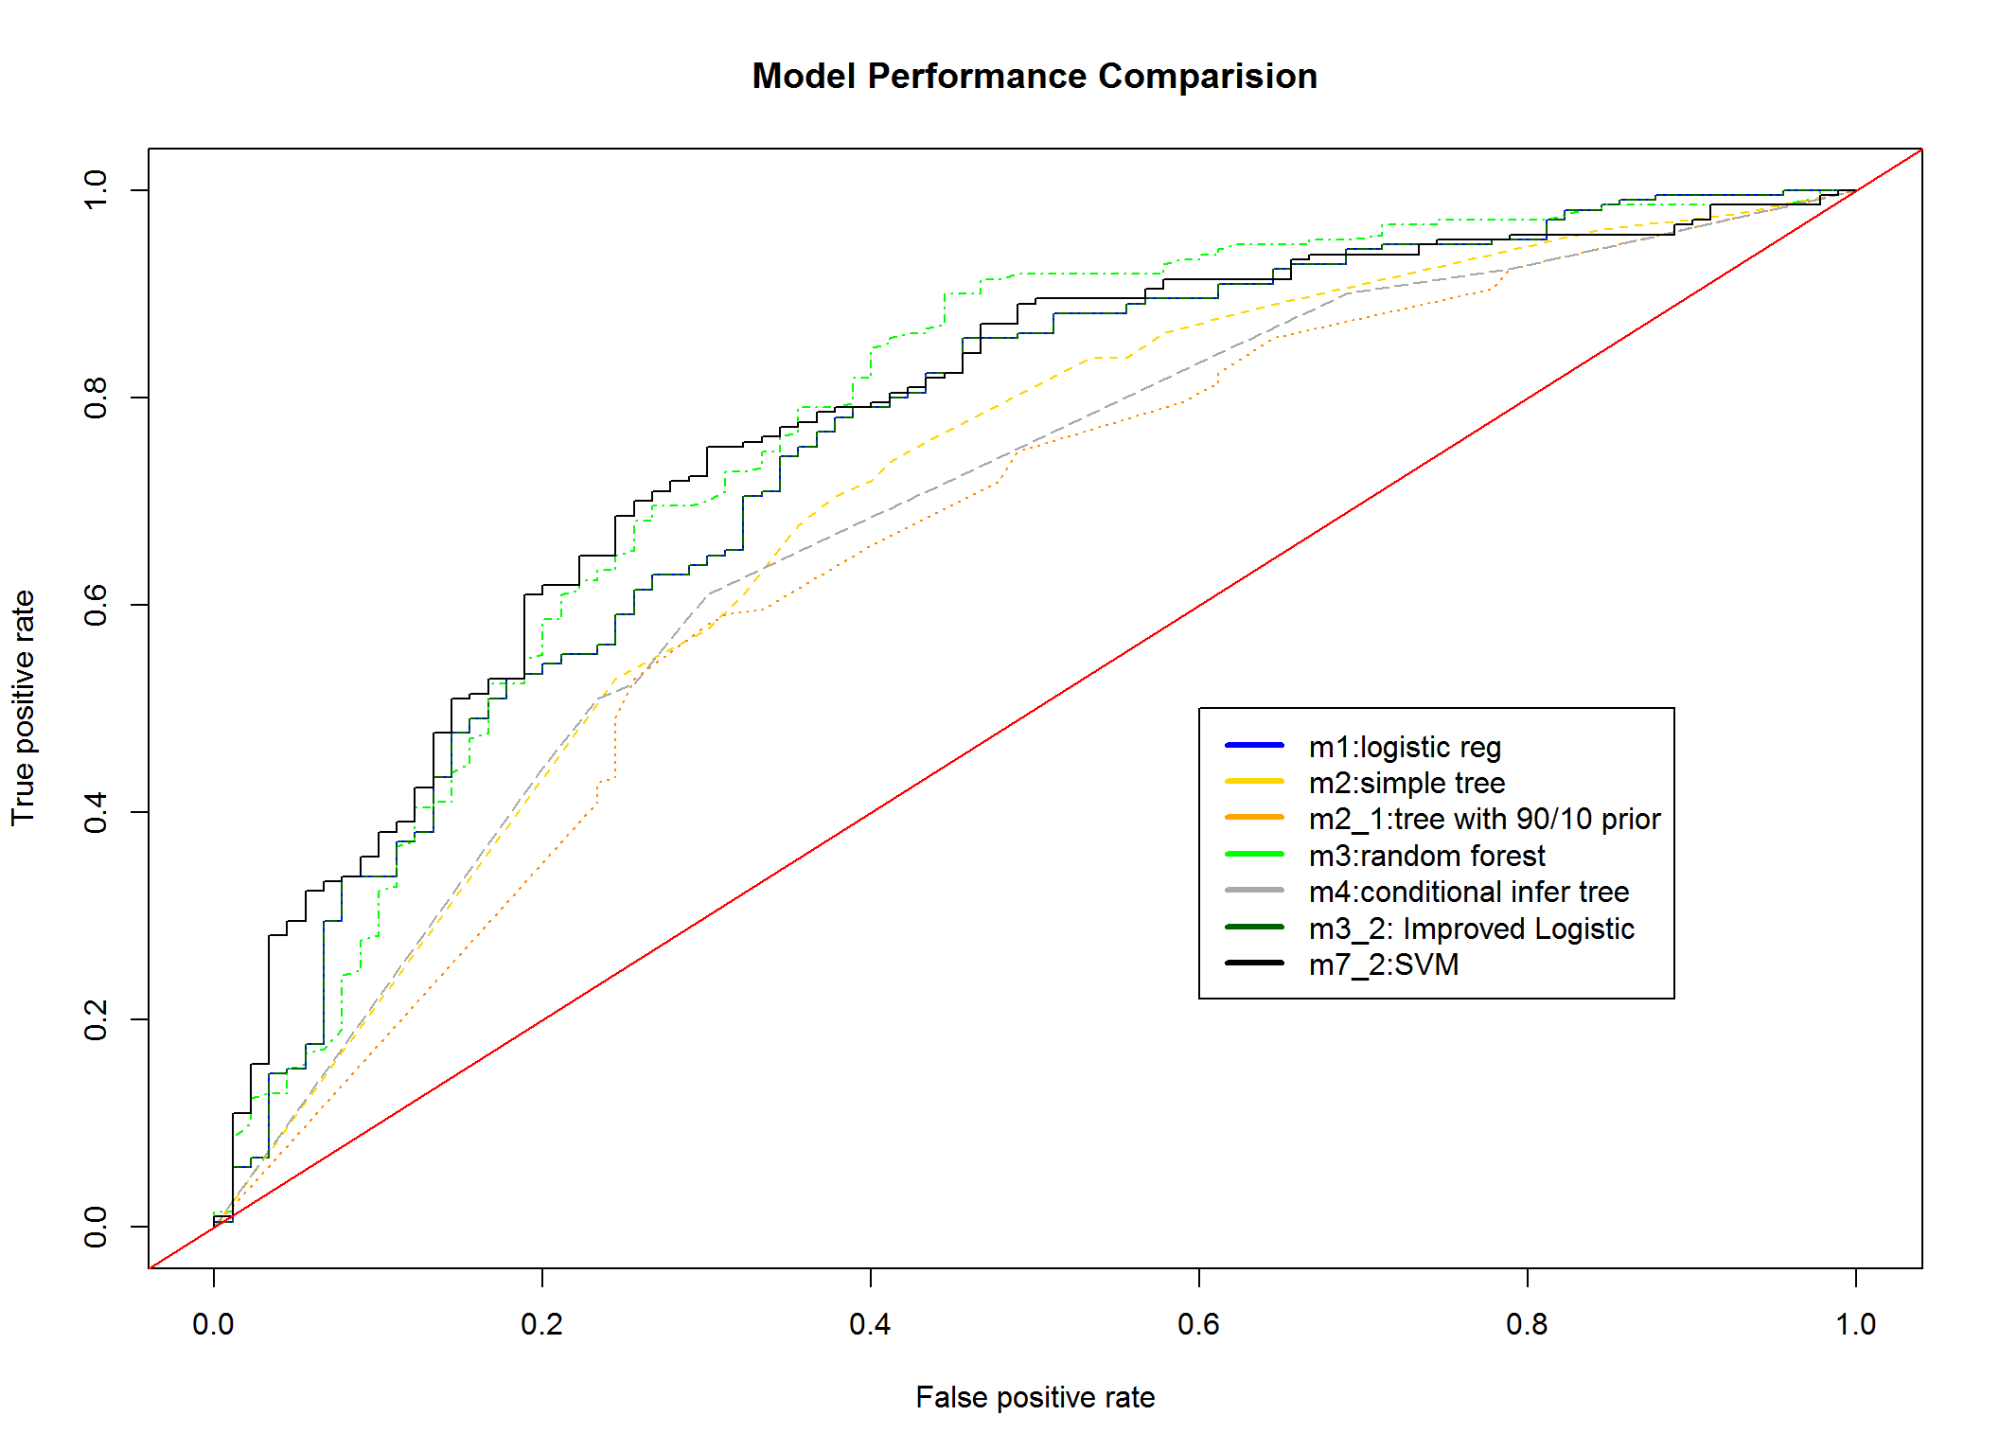 Model Performance Comparision
True positive rate
1.0
0.8
0.6
0.4
0.2
0.0
m1:logistic reg
m2:simple tree
m2_1:tree with 90/10 prior
m3:random forest
m4:conditional infer tree
m3_2: Improved Logistic
m7_2:SVM
0.0 0.2 0.4 0.6 0.8 1.0
False positive rate